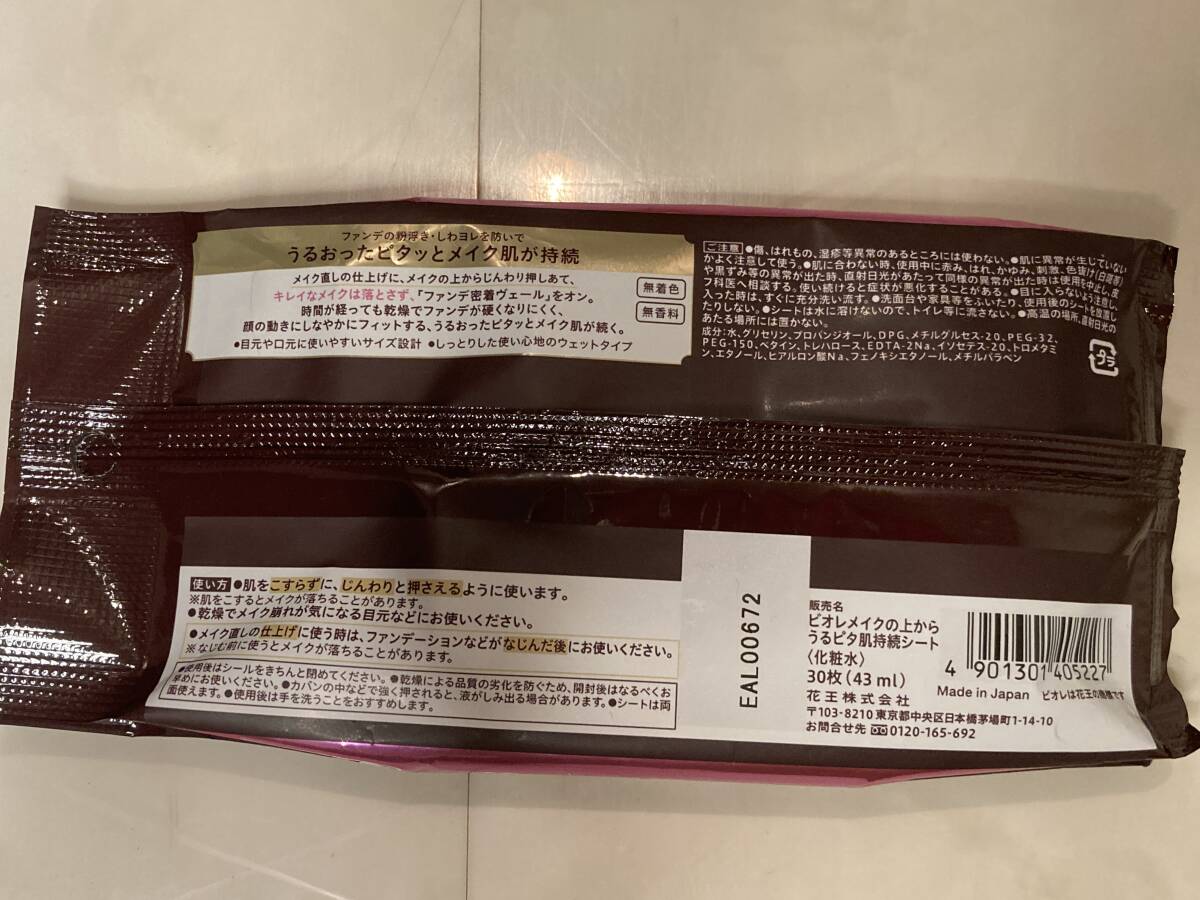 ファンデの粉浮き・しわヨレを防いで
うるおったピタッとメイク肌が持続
メイク直しの仕上げに、メイクの上からじんわり押しあて、
キレイなメイクは落とさず、「ファンデ密着ヴェール」をオン。
時間が経っても乾燥でファンデが硬くなりにくく、
顔の動きにしなやかにフィットする、うるおったピタッとメイク肌が続く。
●目元や口元に使いやすいサイズ設計 ●しっとりした使い心地のウェットタイプ
無着色
無香料
ご注意 ●傷、はれもの、湿疹等異常のあるところには使わない。●肌に異常が生じていない
かよく注意して使う。●肌に合わない時、使用中に赤み、はれ、かゆみ、刺激、色抜け(白斑等)
や黒ずみ等の異常が出た時、直射日光があたって同様の異常が出た時は使用を中止し、皮
フ科医へ相談する。使い続けると症状が悪化することがある。●目に入らないよう注意し、
入った時は、すぐに充分洗い流す。●洗面台や家具等をふいたり、使用後のシートを放置し
たりしない。●シートは水に溶けないので、トイレ等に流さない。●高温の場所、直射日光の
あたる場所には置かない。
成分:水、グリセリン、プロパンジオール、DPG、メチルグルセス-20、PEG-32、
PEG-150、ベタイン、トレハロース、EDTA-2Na、イソセテス-20、トロメタミ
ン、エタノール、ヒアルロン酸Na、フェノキシエタノール、メチルパラベン
プラ
使い方 ●肌をこすらずに、じんわりと押さえるように使います。
※肌をこするとメイクが落ちることがあります。
●乾燥でメイク崩れが気になる目元などにお使いください。
●メイク直しの仕上げに使う時は、ファンデーションなどがなじんだ後にお使いください。
※なじむ前に使うとメイクが落ちることがあります。
●使用後はシールをきちんと閉めてください。●乾燥による品質の劣化を防ぐため、開封後はなるべくお
早めにお使いください。●カバンの中などで強く押されると、液がしみ出る場合があります。●シートは両
面使えます。●使用後は手を洗うことをおすすめします。
EAL00672
販売名
ビオレメイクの上から
うるピタ肌持続シート
〈化粧水〉
30枚(43ml)
花王株式会社
〒103-8210 東京都中央区日本橋茅場町1-14-10
お問合せ先 0120-165-692
4 901301 405227
Made in Japan ビオレは花王の商標です